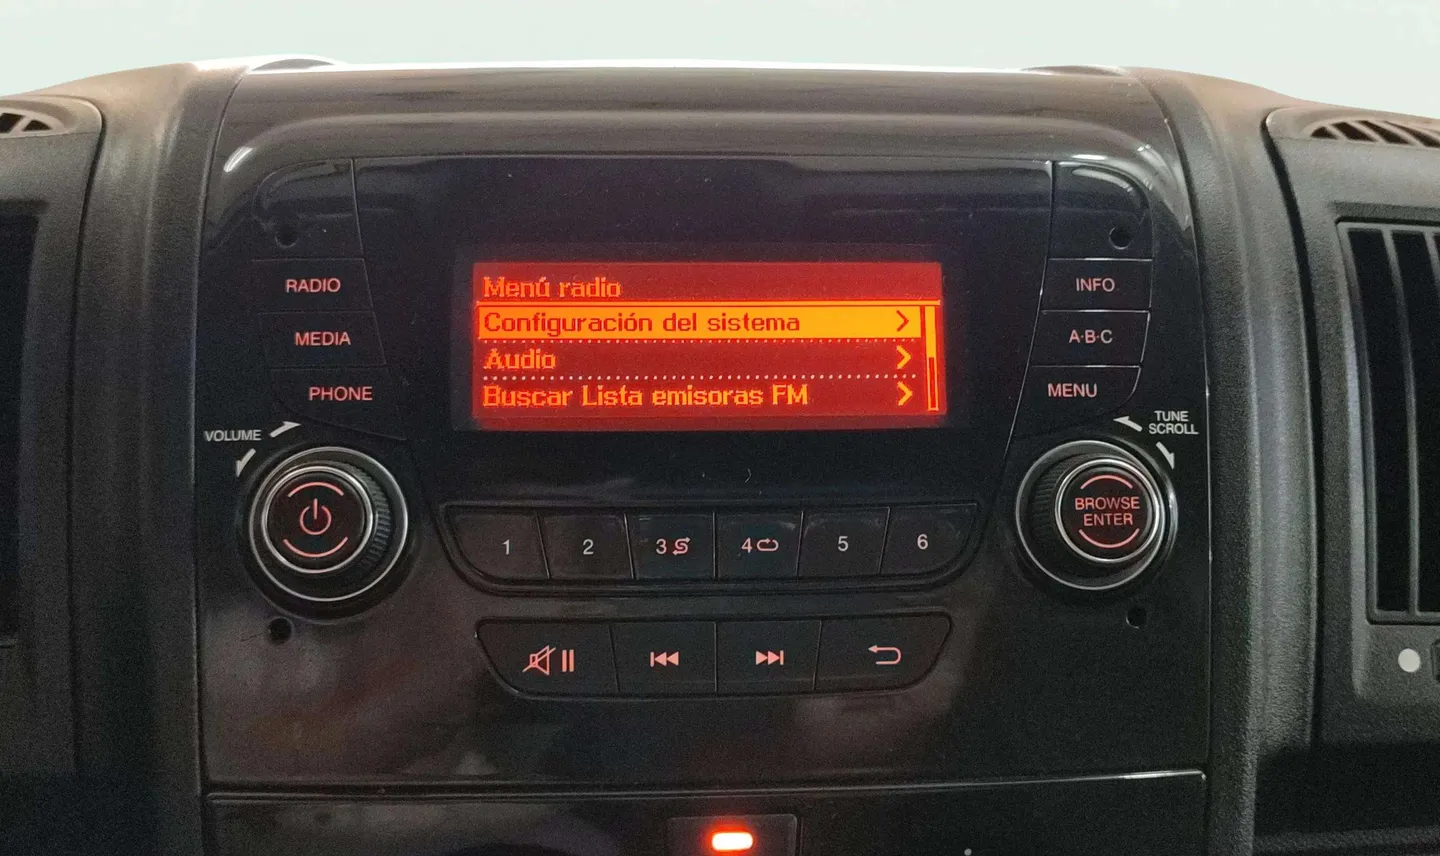 RADIO
MEDIA
PHONE
VOLUME
Menú radio
Configuración del sistema
Audio
Buscar Lista emisoras FM
INFO
A·B·C
MENU
TUNE
SCROLL
BROWSE
ENTER
1
2
3
4
5
6